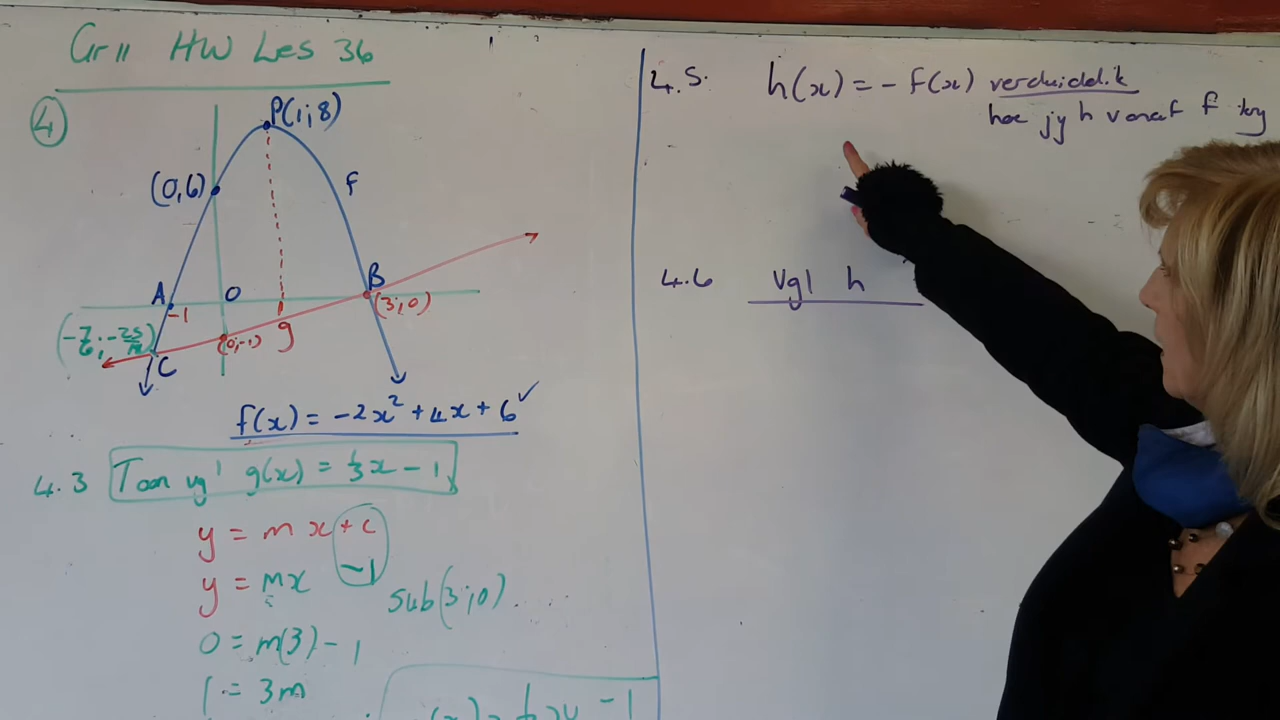 Gr 11 HW Les 36
4
P(1;8)
(0,6)
f
A
O
B
-1
(3;0)
(0;-1)
g
C
f(x) = -2x² + 4x + 6 ✓
4.3 Toon vgl g(x) = ⅓x - 1
y = mx + c
y = mx - 1
sub(3;0)....
0 = m(3) - 1
1 = 3m
4.5. h(x) = - f(x) verduidelik
hoe jy h vanaf f kry
4.6 Vgl h